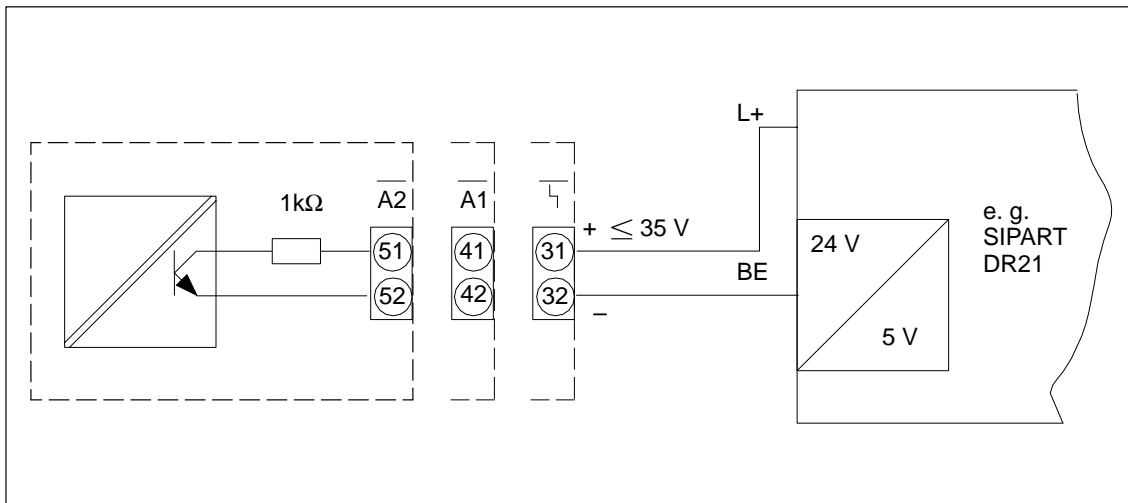 L+
1kΩ
A2
A1
51
52
41
42
31
32
+ ≤ 35 V
BE
–
24 V
5 V
e. g.
SIPART
DR21